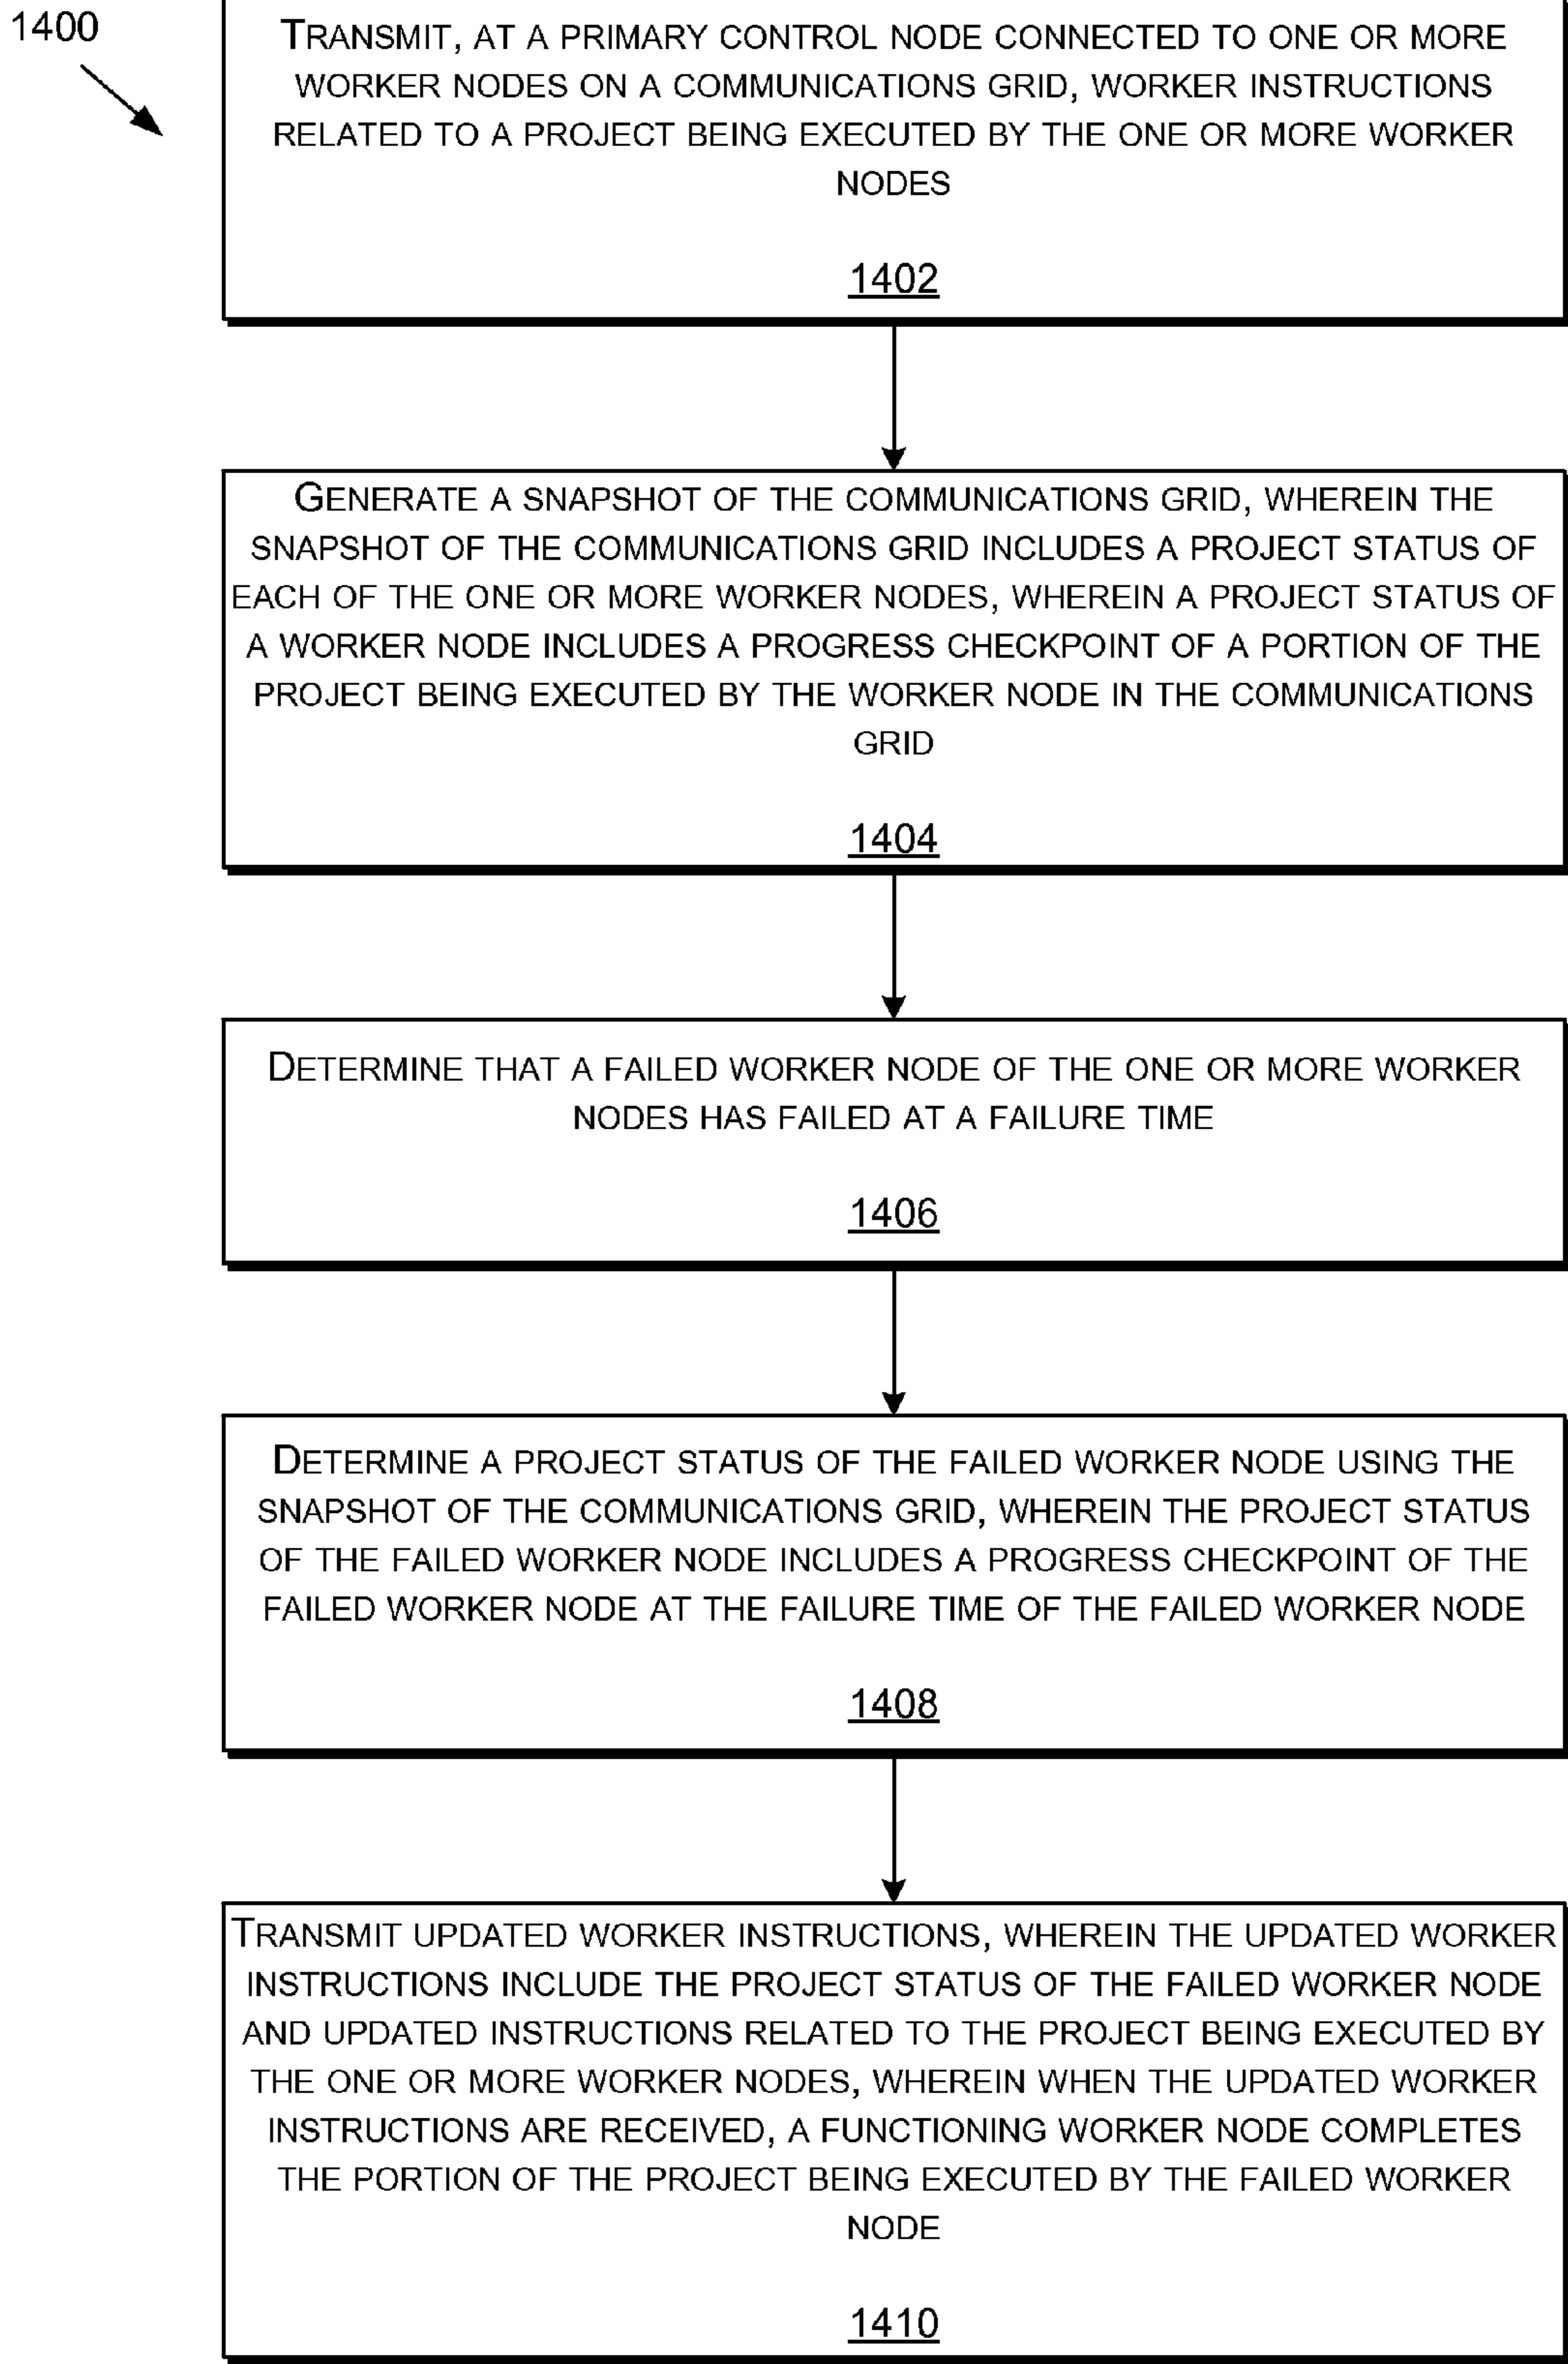 1400
TRANSMIT, AT A PRIMARY CONTROL NODE CONNECTED TO ONE OR MORE
WORKER NODES ON A COMMUNICATIONS GRID, WORKER INSTRUCTIONS
RELATED TO A PROJECT BEING EXECUTED BY THE ONE OR MORE WORKER
NODES
1402
GENERATE A SNAPSHOT OF THE COMMUNICATIONS GRID, WHEREIN THE
SNAPSHOT OF THE COMMUNICATIONS GRID INCLUDES A PROJECT STATUS OF
EACH OF THE ONE OR MORE WORKER NODES, WHEREIN A PROJECT STATUS OF
A WORKER NODE INCLUDES A PROGRESS CHECKPOINT OF A PORTION OF THE
PROJECT BEING EXECUTED BY THE WORKER NODE IN THE COMMUNICATIONS
GRID
1404
DETERMINE THAT A FAILED WORKER NODE OF THE ONE OR MORE WORKER
NODES HAS FAILED AT A FAILURE TIME
1406
DETERMINE A PROJECT STATUS OF THE FAILED WORKER NODE USING THE
SNAPSHOT OF THE COMMUNICATIONS GRID, WHEREIN THE PROJECT STATUS
OF THE FAILED WORKER NODE INCLUDES A PROGRESS CHECKPOINT OF THE
FAILED WORKER NODE AT THE FAILURE TIME OF THE FAILED WORKER NODE
1408
TRANSMIT UPDATED WORKER INSTRUCTIONS, WHEREIN THE UPDATED WORKER
INSTRUCTIONS INCLUDE THE PROJECT STATUS OF THE FAILED WORKER NODE
AND UPDATED INSTRUCTIONS RELATED TO THE PROJECT BEING EXECUTED BY
THE ONE OR MORE WORKER NODES, WHEREIN WHEN THE UPDATED WORKER
INSTRUCTIONS ARE RECEIVED, A FUNCTIONING WORKER NODE COMPLETES
THE PORTION OF THE PROJECT BEING EXECUTED BY THE FAILED WORKER
NODE
1410